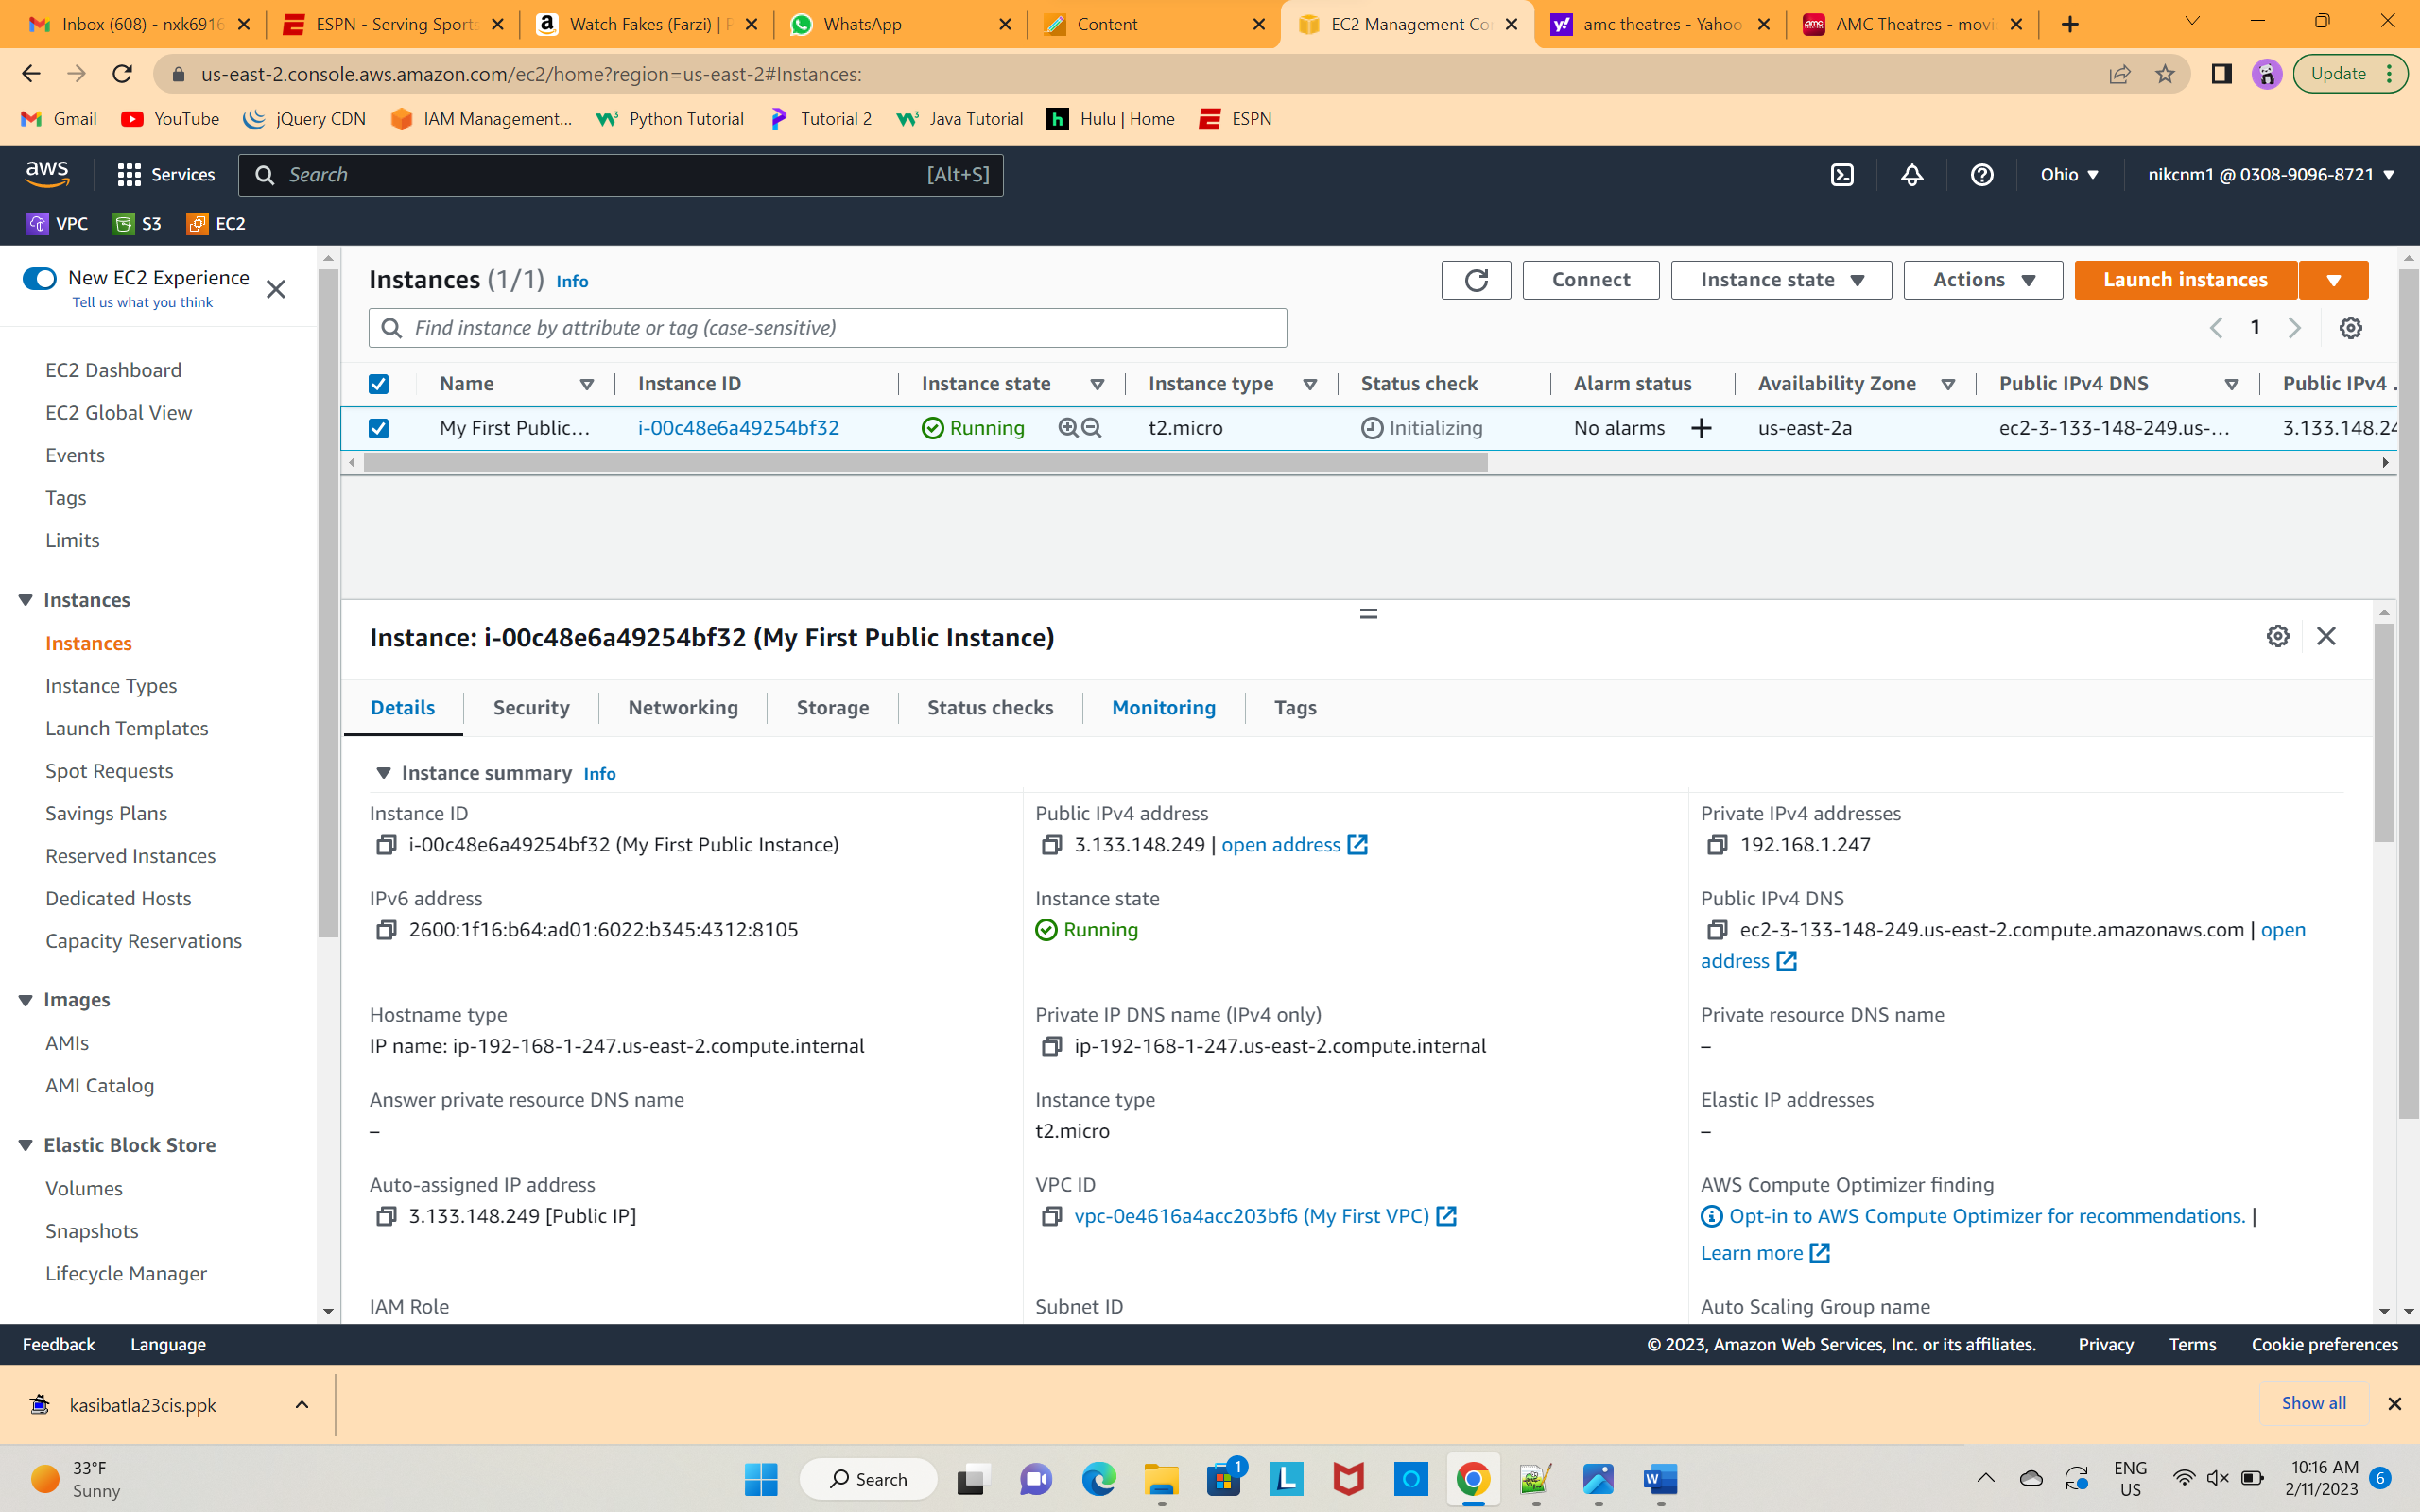 Inbox (608) - nxk6916
ESPN - Serving Sports
Watch Fakes (Farzi) | P
WhatsApp
Content
EC2 Management Co
amc theatres - Yahoo
AMC Theatres - movi
us-east-2.console.aws.amazon.com/ec2/home?region=us-east-2#Instances:
Update
Gmail
YouTube
jQuery CDN
IAM Management...
Python Tutorial
Tutorial 2
Java Tutorial
Hulu | Home
ESPN
aws
Services
Search
[Alt+S]
Ohio
nikcnm1 @ 0308-9096-8721
VPC
S3
EC2
New EC2 Experience
Tell us what you think
EC2 Dashboard
EC2 Global View
Events
Tags
Limits
Instances
Instances
Instance Types
Launch Templates
Spot Requests
Savings Plans
Reserved Instances
Dedicated Hosts
Capacity Reservations
Images
AMIs
AMI Catalog
Elastic Block Store
Volumes
Snapshots
Lifecycle Manager
Instances (1/1) Info
Connect
Instance state
Actions
Launch instances
Find instance by attribute or tag (case-sensitive)
1
Name Instance ID Instance state Instance type Status check Alarm status Availability Zone Public IPv4 DNS Public IPv4 .
My First Public... i-00c48e6a49254bf32 Running t2.micro Initializing No alarms + us-east-2a ec2-3-133-148-249.us-... 3.133.148.24
Instance: i-00c48e6a49254bf32 (My First Public Instance)
Details Security Networking Storage Status checks Monitoring Tags
Instance summary Info
Instance ID
i-00c48e6a49254bf32 (My First Public Instance)
Public IPv4 address
3.133.148.249 | open address
Private IPv4 addresses
192.168.1.247
IPv6 address
2600:1f16:b64:ad01:6022:b345:4312:8105
Instance state
Running
Public IPv4 DNS
ec2-3-133-148-249.us-east-2.compute.amazonaws.com | open
address
Hostname type
IP name: ip-192-168-1-247.us-east-2.compute.internal
Private IP DNS name (IPv4 only)
ip-192-168-1-247.us-east-2.compute.internal
Private resource DNS name
–
Answer private resource DNS name
–
Instance type
t2.micro
Elastic IP addresses
–
Auto-assigned IP address
3.133.148.249 [Public IP]
VPC ID
vpc-0e4616a4acc203bf6 (My First VPC)
AWS Compute Optimizer finding
Opt-in to AWS Compute Optimizer for recommendations. |
Learn more
IAM Role
Subnet ID
Auto Scaling Group name
Feedback
Language
© 2023, Amazon Web Services, Inc. or its affiliates.
Privacy
Terms
Cookie preferences
kasibatla23cis.ppk
Show all
33°F
Sunny
Search
1
ENG
US
10:16 AM
2/11/2023
6